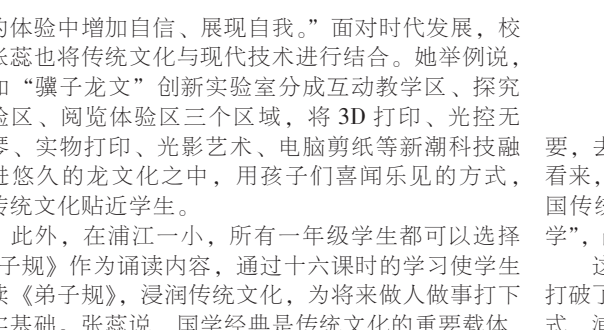 的体验中增加自信、展现自我。”面对时代发展，校
张蕊也将传统文化与现代技术进行结合。她举例说，
如“骥子龙文”创新实验室分成互动教学区、探究
验区、阅览体验区三个区域，将 3D 打印、光控无
琴、实物打印、光影艺术、电脑剪纸等新潮科技融
进悠久的龙文化之中，用孩子们喜闻乐见的方式，
传统文化贴近学生。
此外，在浦江一小，所有一年级学生都可以选择
子规》作为诵读内容，通过十六课时的学习使学生
读《弟子规》，浸润传统文化，为将来做人做事打下
实基础。张蕊说，国学经典是传统文化的重要载体，
要，去
看来，
国传统
学”，
这
打破了
式，